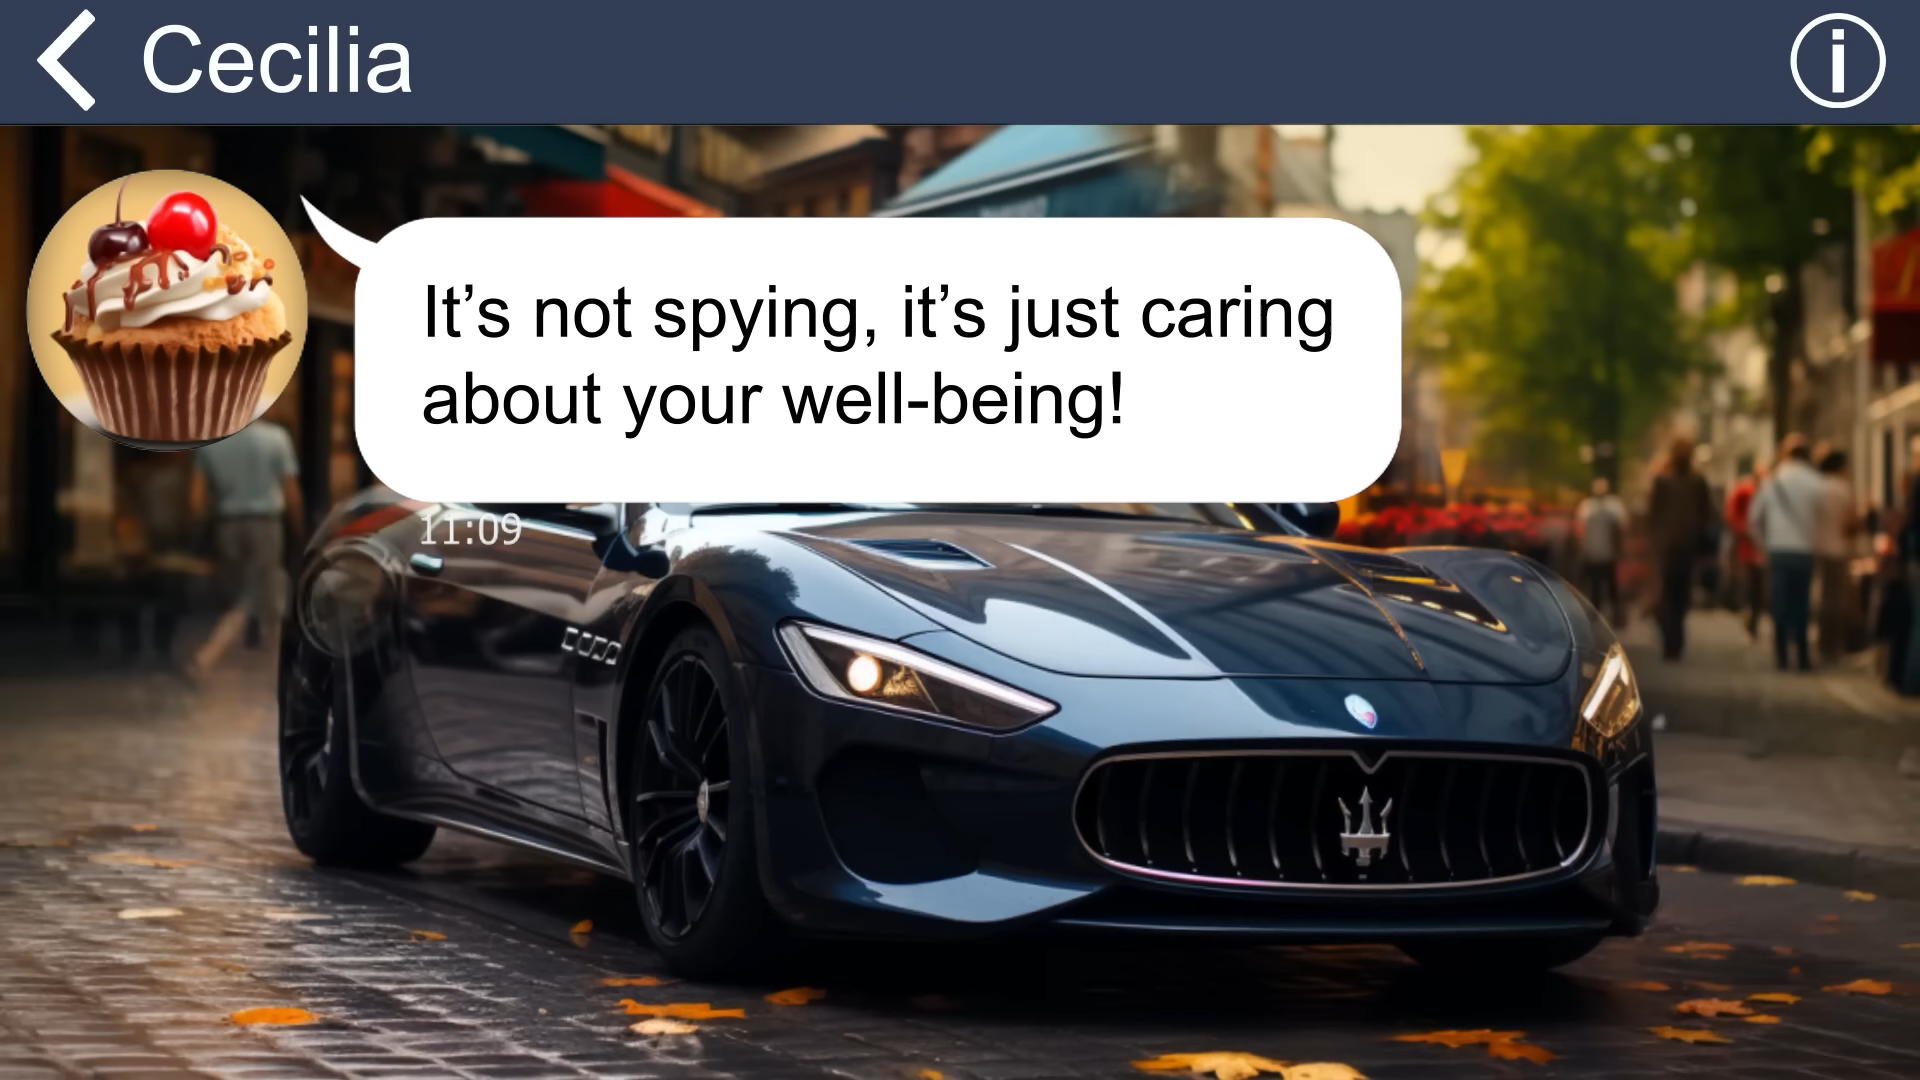 Cecilia
It’s not spying, it’s just caring
about your well-being!
11:09